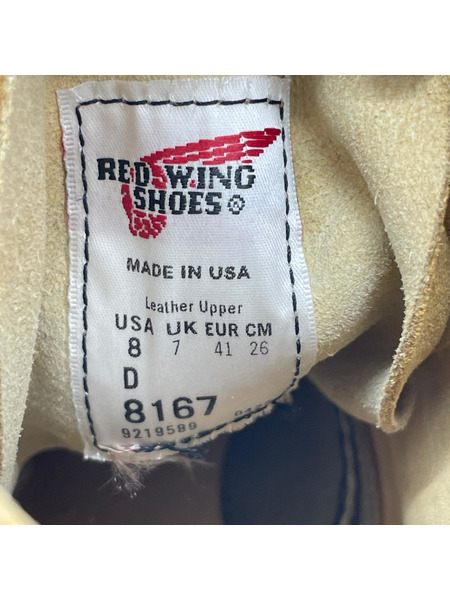 RED WING
SHOES ®
MADE IN USA
Leather Upper
USA UK EUR CM
8 7 41 26
D
8167
9219589